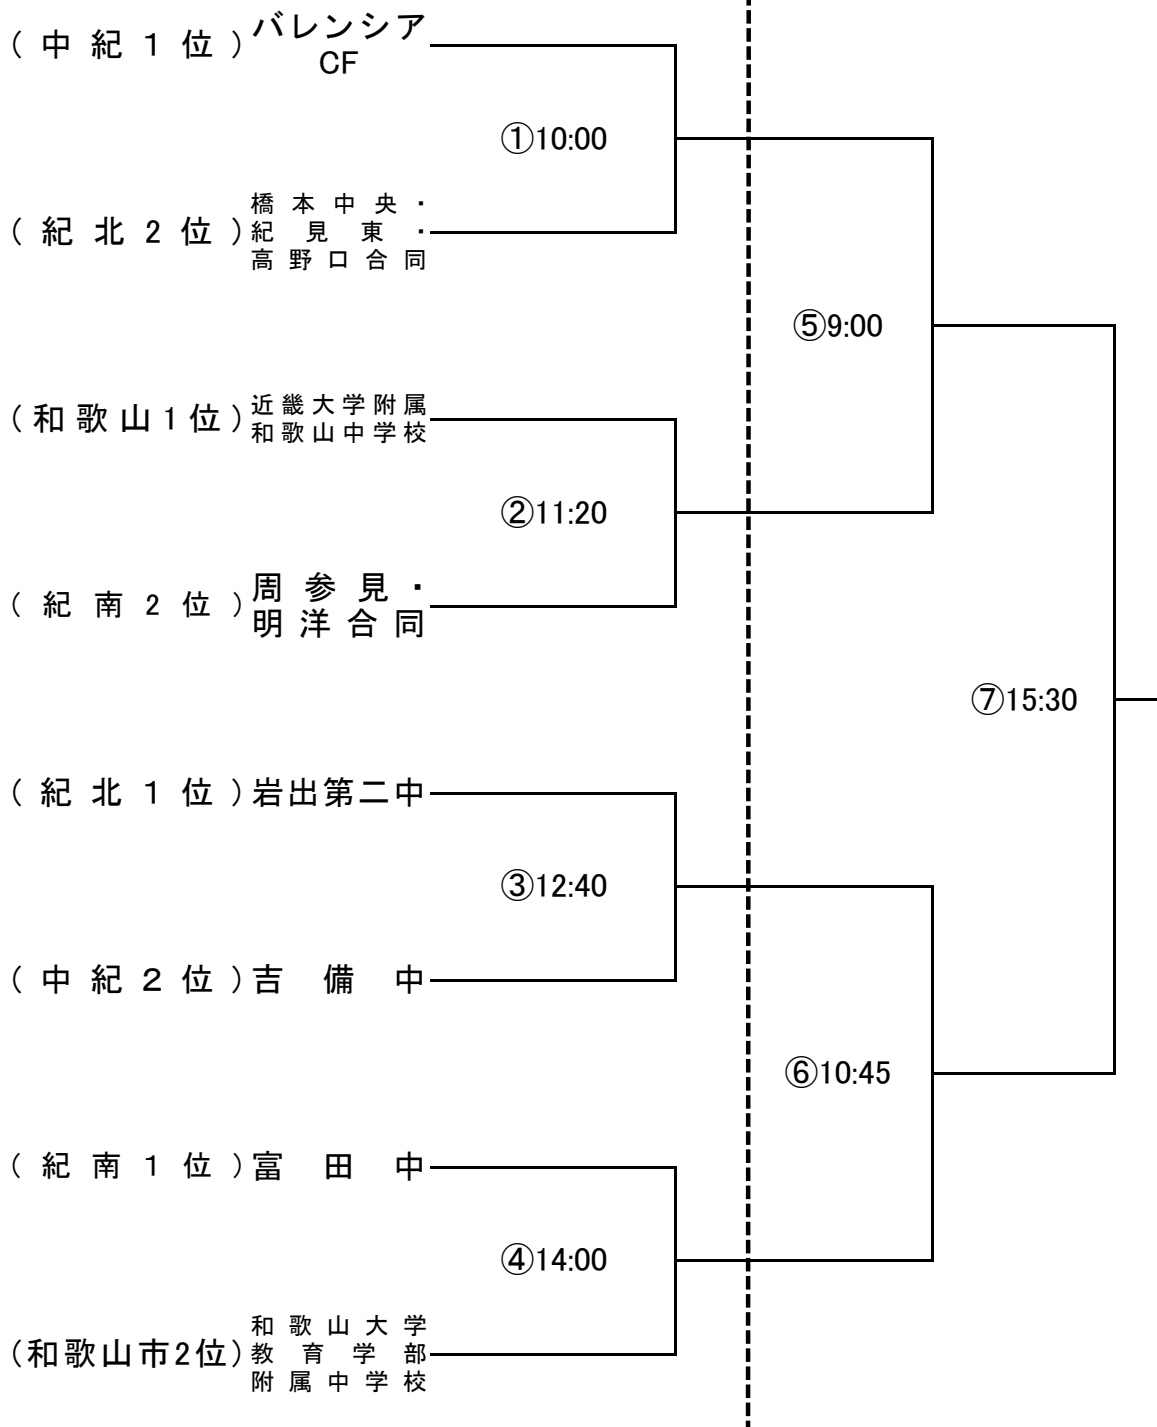 (中紀1位)バレンシア
CF
①10:00
(紀北2位)橋本中央・
紀見東・
高野口合同
⑤9:00
(和歌山1位)近畿大学附属
和歌山中学校
②11:20
(紀南2位)周参見・
明洋合同
⑦15:30
(紀北1位)岩出第二中
③12:40
(中紀2位)吉備中
⑥10:45
(紀南1位)富田中
④14:00
(和歌山市2位)和歌山大学
教育学部
附属中学校